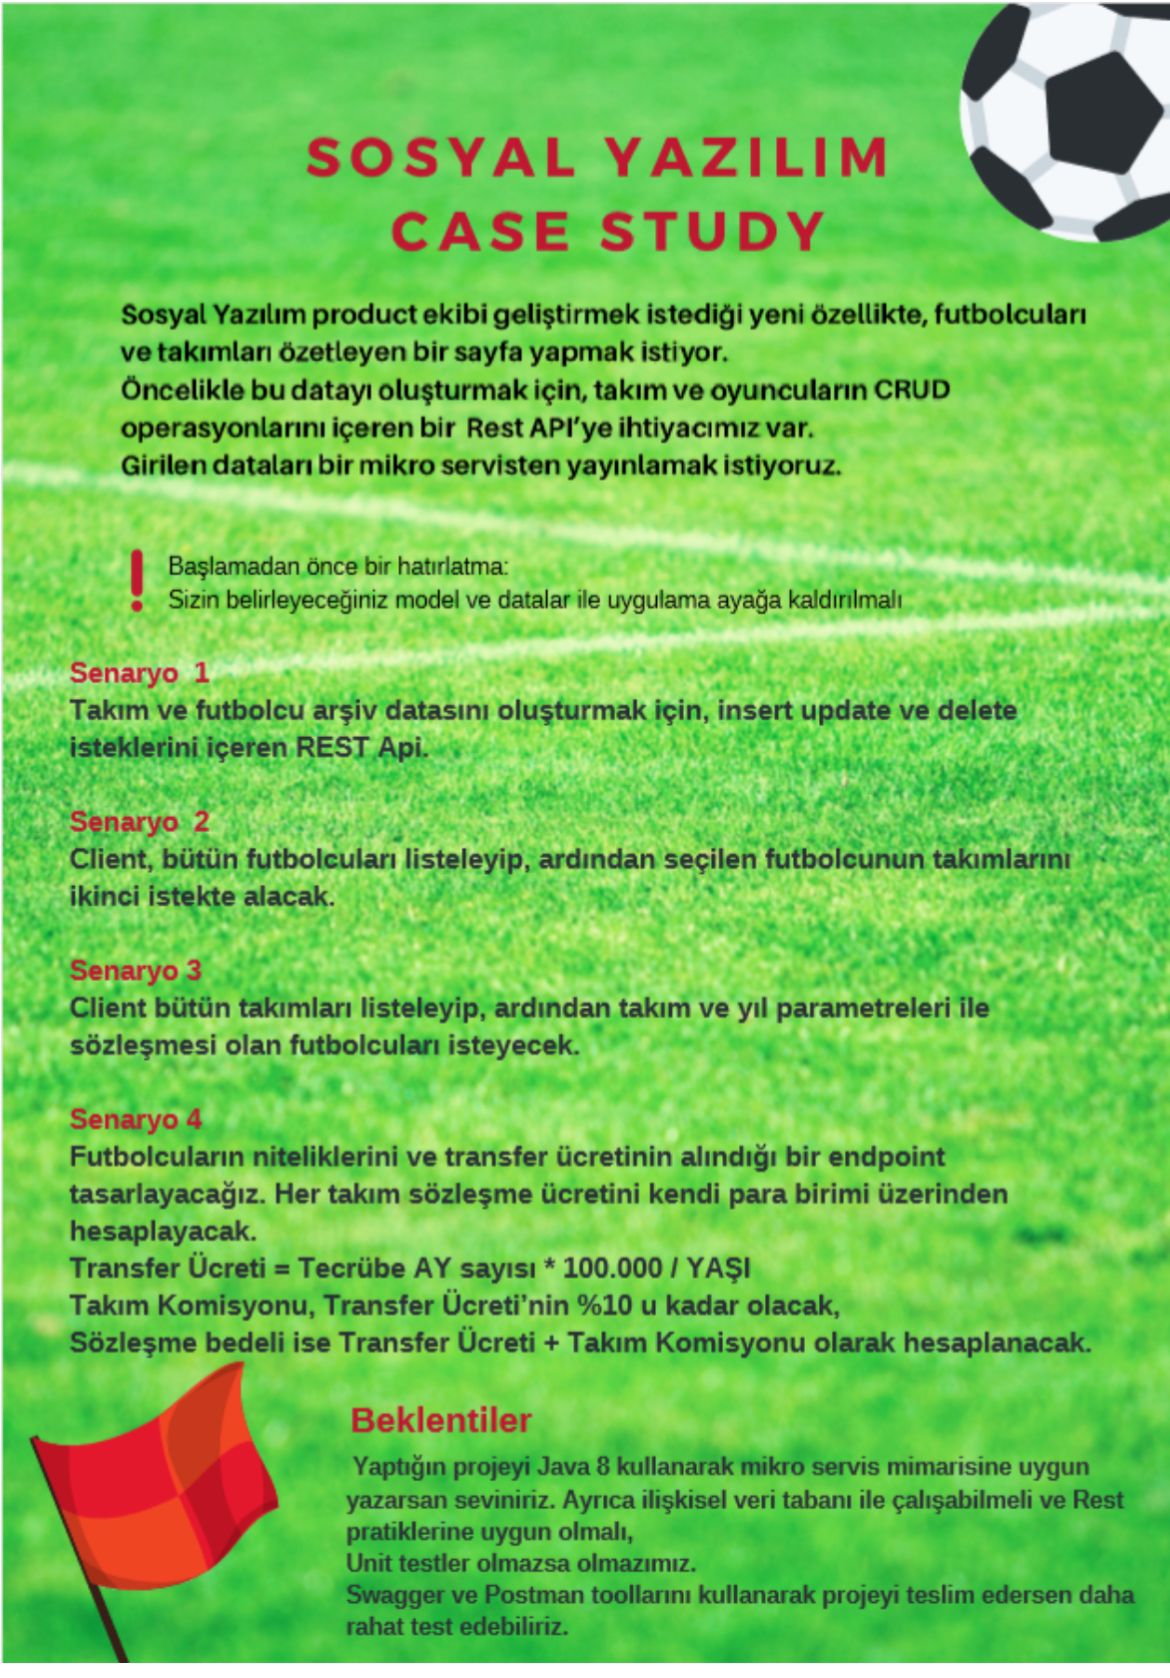 SOSYAL YAZILIM
CASE STUDY
Sosyal Yazılım product ekibi geliştirmek istediği yeni özellikte, futbolcuları
ve takımları özetleyen bir sayfa yapmak istiyor.
Öncelikle bu datayı oluşturmak için, takım ve oyuncuların CRUD
operasyonlarını içeren bir Rest API'ye ihtiyacımız var.
Girilen dataları bir mikro servisten yayınlamak istiyoruz.
! Başlamadan önce bir hatırlatma:
Sizin belirleyeceğiniz model ve datalar ile uygulama ayağa kaldırılmalı
Senaryo 1
Takım ve futbolcu arşiv datasını oluşturmak için, insert update ve delete
isteklerini içeren REST Api.
Senaryo 2
Client, bütün futbolcuları listeleyip, ardından seçilen futbolcunun takımlarını
ikinci istekte alacak.
Senaryo 3
Client bütün takımları listeleyip, ardından takım ve yıl parametreleri ile
sözleşmesi olan futbolcuları isteyecek.
Senaryo 4
Futbolcuların niteliklerini ve transfer ücretinin alındığı bir endpoint
tasarlayacağız. Her takım sözleşme ücretini kendi para birimi üzerinden
hesaplayacak.
Transfer Ücreti = Tecrübe AY sayısı * 100.000 / YAŞI
Takım Komisyonu, Transfer Ücreti'nin %10 u kadar olacak,
Sözleşme bedeli ise Transfer Ücreti + Takım Komisyonu olarak hesaplanacak.
Beklentiler
Yaptığın projeyi Java 8 kullanarak mikro servis mimarisine uygun
yazarsan seviniriz. Ayrıca ilişkisel veri tabanı ile çalışabilmeli ve Rest
pratiklerine uygun olmalı,
Unit testler olmazsa olmazımız.
Swagger ve Postman toollarını kullanarak projeyi teslim edersen daha
rahat test edebiliriz.